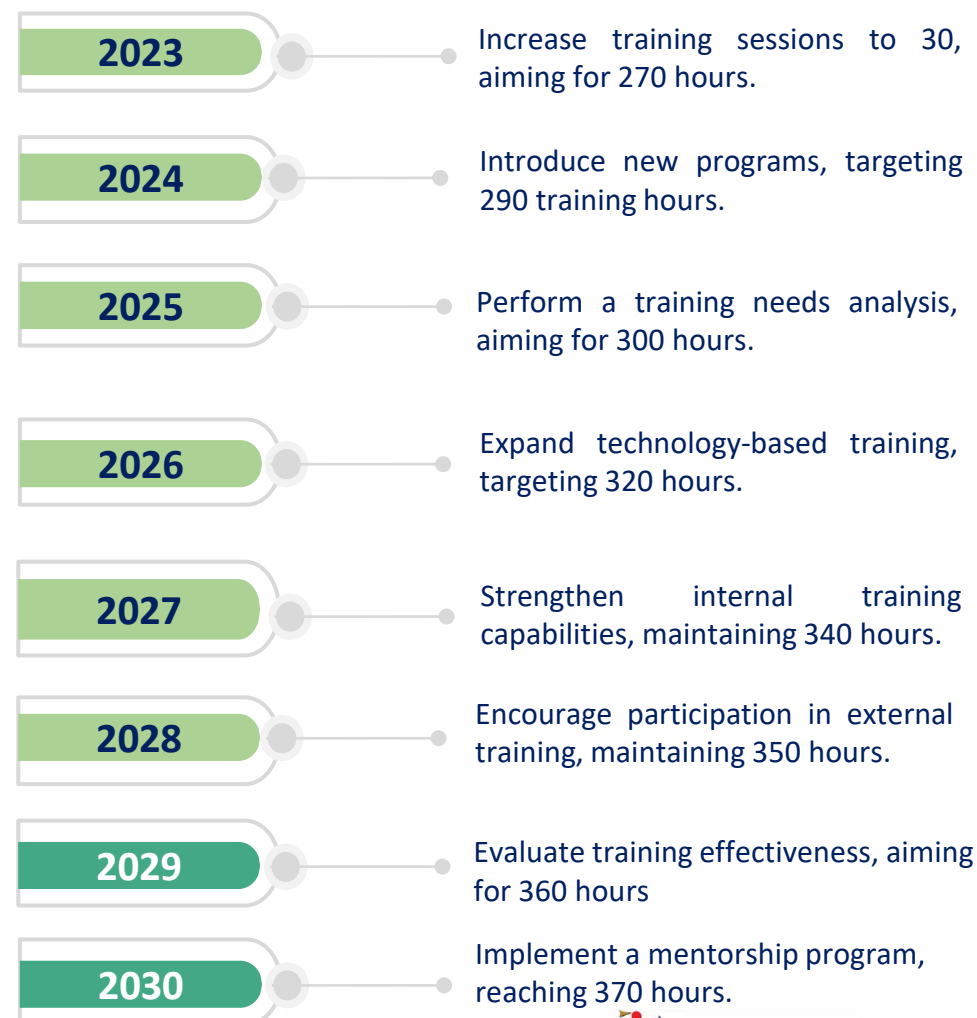 2023
Increase training sessions to 30,
aiming for 270 hours.
2024
Introduce new programs, targeting
290 training hours.
2025
Perform a training needs analysis,
aiming for 300 hours.
2026
Expand technology-based training,
targeting 320 hours.
2027
Strengthen internal training
capabilities, maintaining 340 hours.
2028
Encourage participation in external
training, maintaining 350 hours.
2029
Evaluate training effectiveness, aiming
for 360 hours
2030
Implement a mentorship program,
reaching 370 hours.